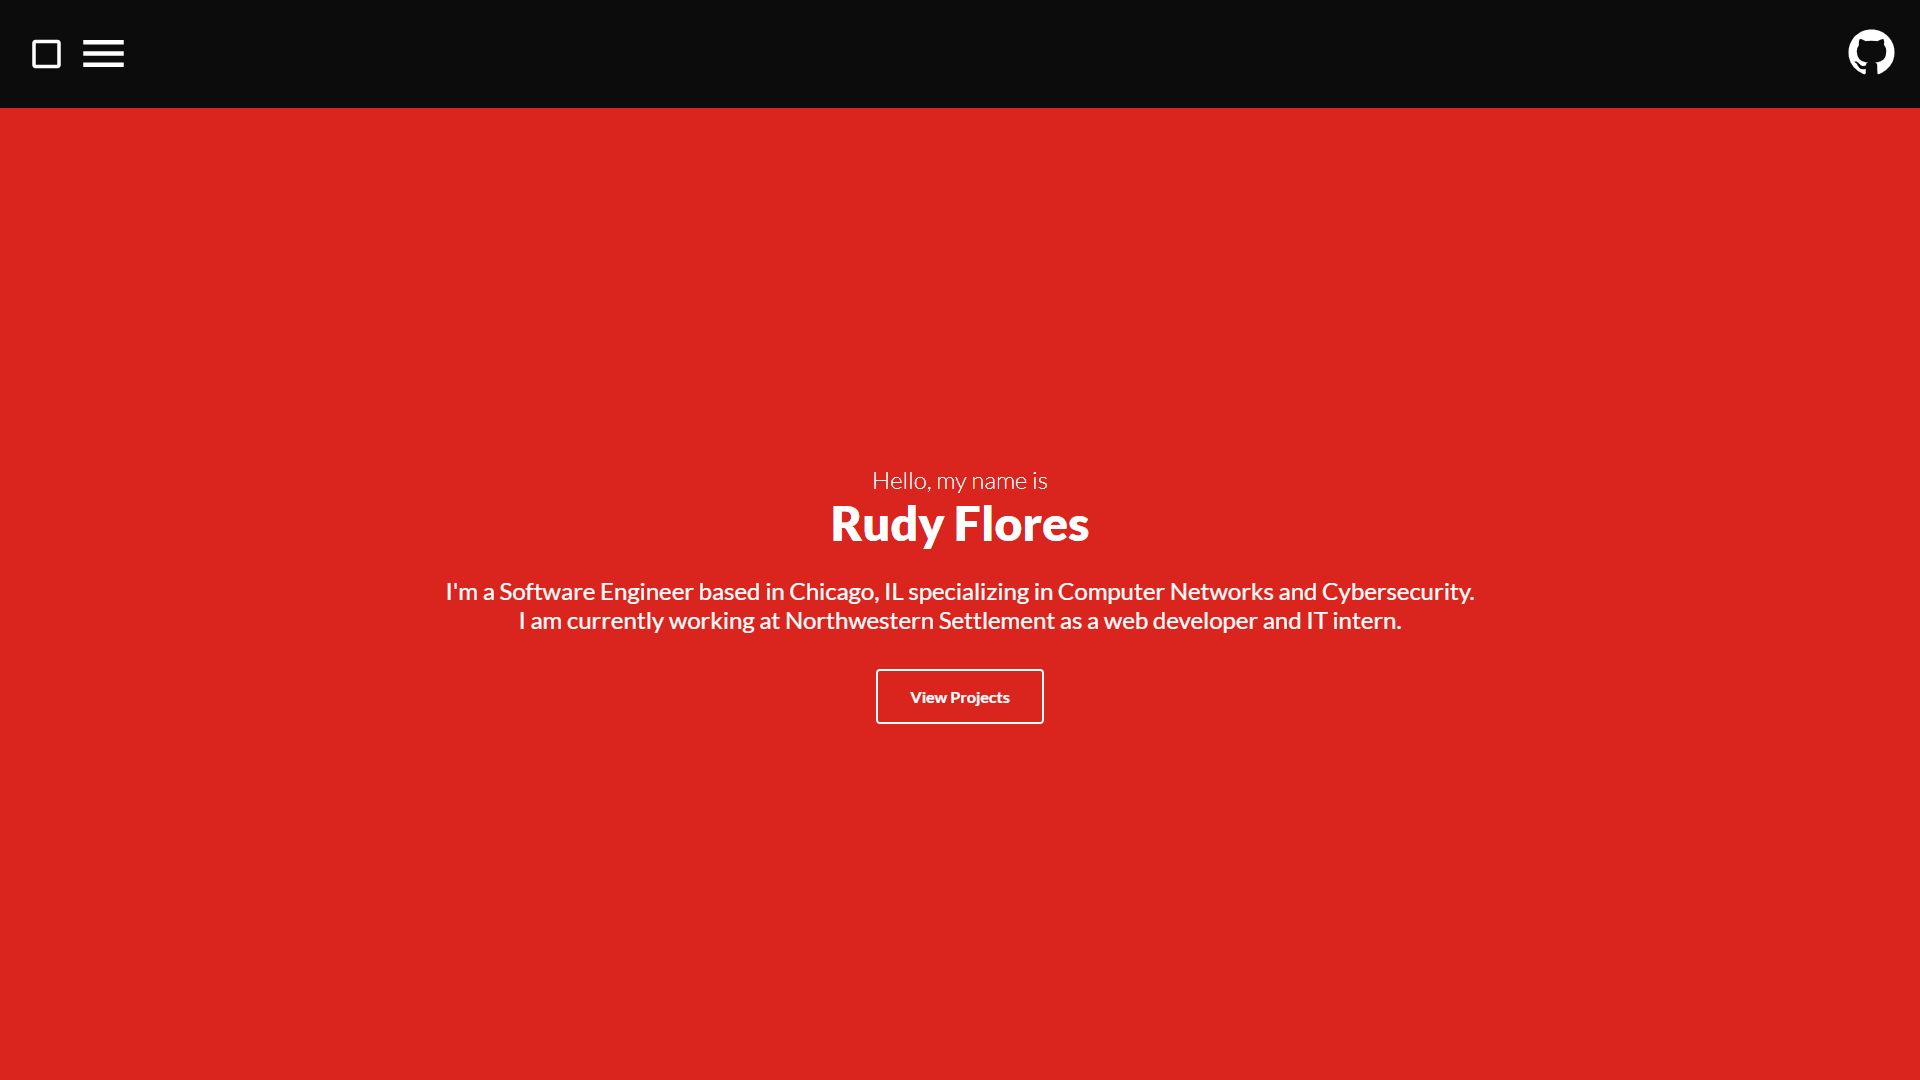 Hello, my name is
Rudy Flores
I'm a Software Engineer based in Chicago, IL specializing in Computer Networks and Cybersecurity.
I am currently working at Northwestern Settlement as a web developer and IT intern.
View Projects